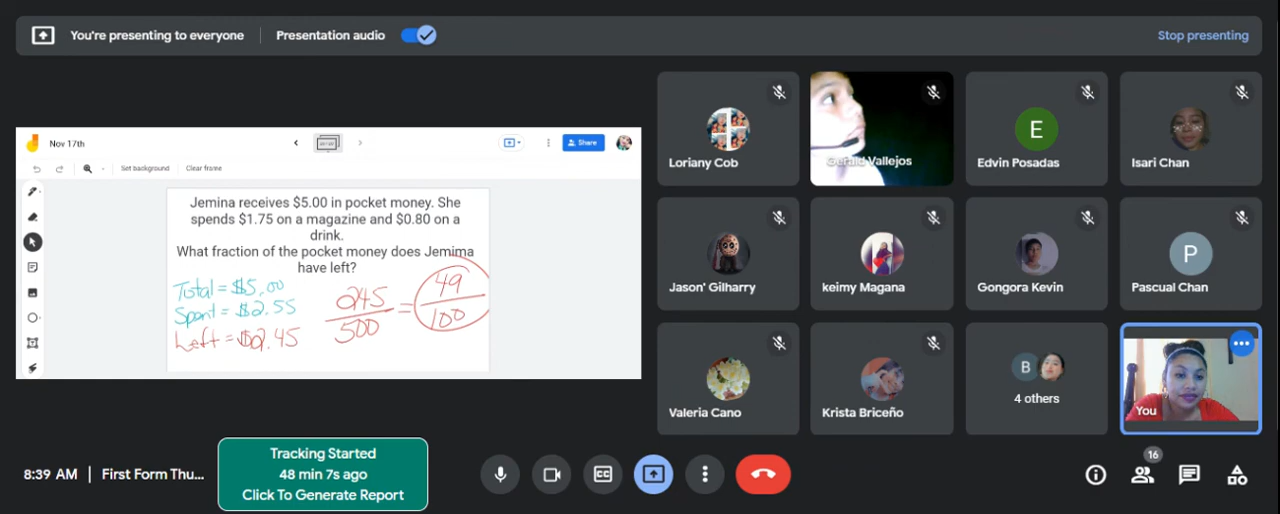 You're presenting to everyone
Presentation audio
Stop presenting
Nov 17th
Share
Set background
Clear frame
Jemina receives $5.00 in pocket money. She
spends $1.75 on a magazine and $0.80 on a
drink.
What fraction of the pocket money does Jemima
have left?
Total = $5.00
Spent = $2.55
Left = $2.45
245
500
=
49
100
Loriany Cob
Gerald Vallejos
E
Edvin Posadas
Isari Chan
Jason' Gilharry
keimy Magana
Gongora Kevin
P
Pascual Chan
Valeria Cano
Krista Briceño
B
4 others
You
8:39 AM
First Form Thu...
Tracking Started
48 min 7s ago
Click To Generate Report
CC
16